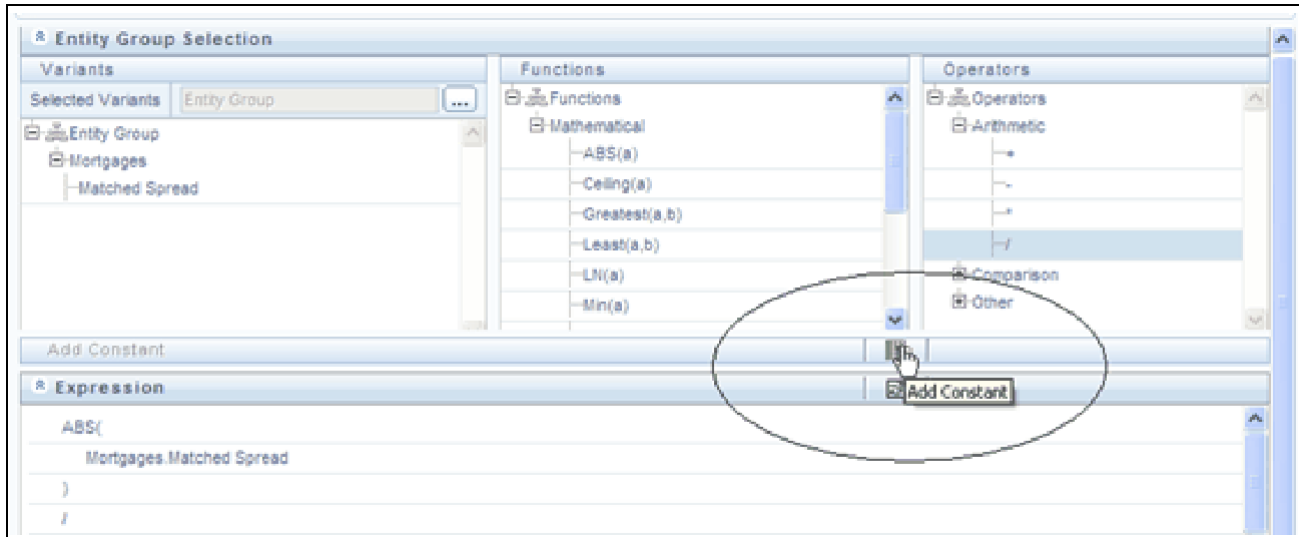 Entity Group Selection
Variants
Selected Variants Entity Group ...
Entity Group
Mortgages
Matched Spread
Functions
Functions
Mathematical
ABS(a)
Ceiling(a)
Greatest(a,b)
Least(a,b)
LN(a)
Min(a)
Operators
Operators
Arithmetic
+
-
*
/
Comparison
Other
Add Constant
Add Constant
Expression
ABS(
Mortgages.Matched Spread
)
/